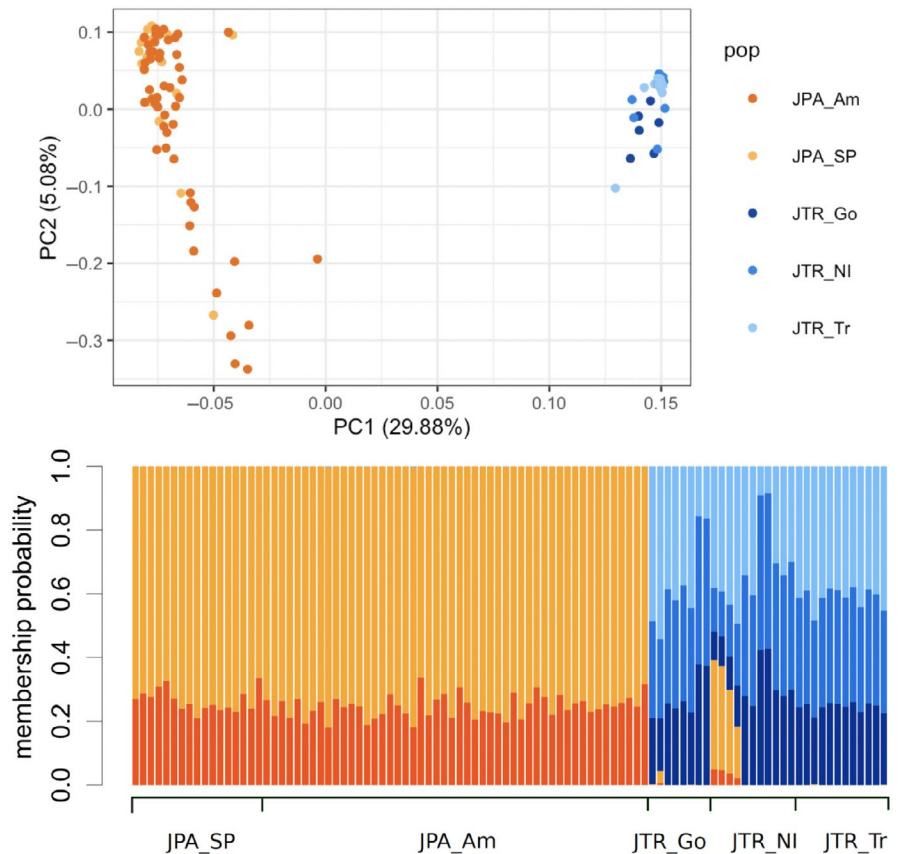 pop
JPA_Am
JPA_SP
JTR_Go
JTR_NI
JTR_Tr
PC2 (5.08%)
0.1
0.0
−0.1
−0.2
−0.3
−0.05
0.00
0.05
0.10
0.15
PC1 (29.88%)
membership probability
1.0
0.8
0.6
0.4
0.2
0.0
JPA_SP
JPA_Am
JTR_Go
JTR_NI
JTR_Tr